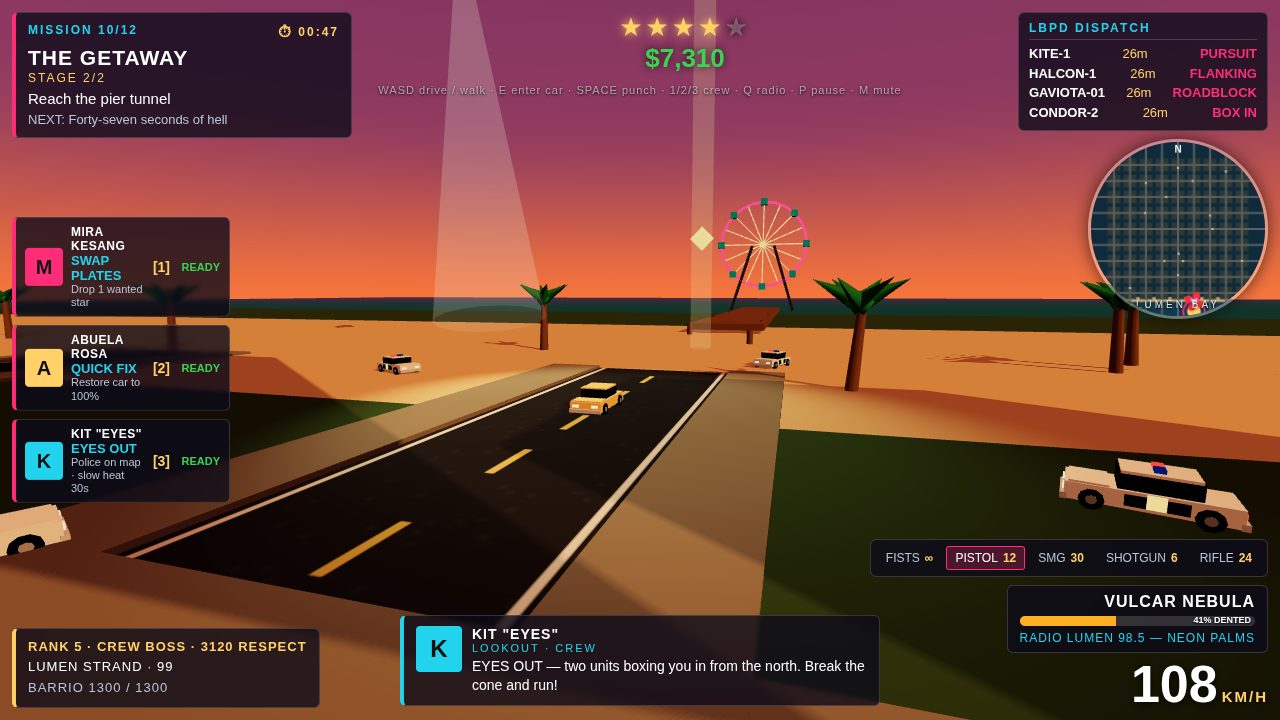 MISSION 10/12
⏱ 00:47
THE GETAWAY
STAGE 2/2
Reach the pier tunnel
NEXT: Forty-seven seconds of hell
★★★★★
$7,310
WASD drive / walk · E enter car · SPACE punch · 1/2/3 crew · Q radio · P pause · M mute
LBPD DISPATCH
KITE-1 26m PURSUIT
HALCON-1 26m FLANKING
GAVIOTA-01 26m ROADBLOCK
CONDOR-2 26m BOX IN
N
LUMEN BAY
M
MIRA
KESANG
SWAP
PLATES
Drop 1 wanted
star
[1] READY
A
ABUELA
ROSA
QUICK FIX
Restore car to
100%
[2] READY
K
KIT "EYES"
EYES OUT
Police on map
· slow heat
30s
[3] READY
FISTS ∞ PISTOL 12 SMG 30 SHOTGUN 6 RIFLE 24
VULCAR NEBULA
41% DENTED
RADIO LUMEN 98.5 — NEON PALMS
108 KM/H
RANK 5 · CREW BOSS · 3120 RESPECT
LUMEN STRAND · 99
BARRIO 1300 / 1300
K
KIT "EYES"
LOOKOUT · CREW
EYES OUT — two units boxing you in from the north. Break the
cone and run!